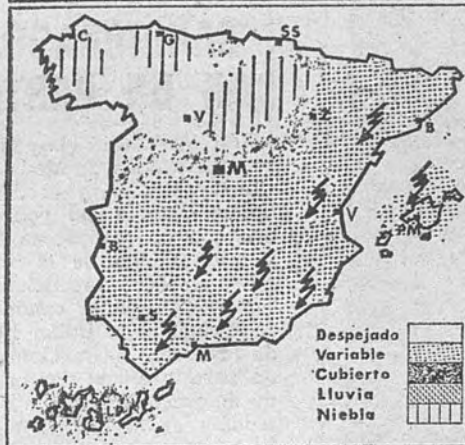 C
G
SS
V
Z
B
M
V
PM
B
S
M
LP
Despejado
Variable
Cubierto
Lluvia
Niebla